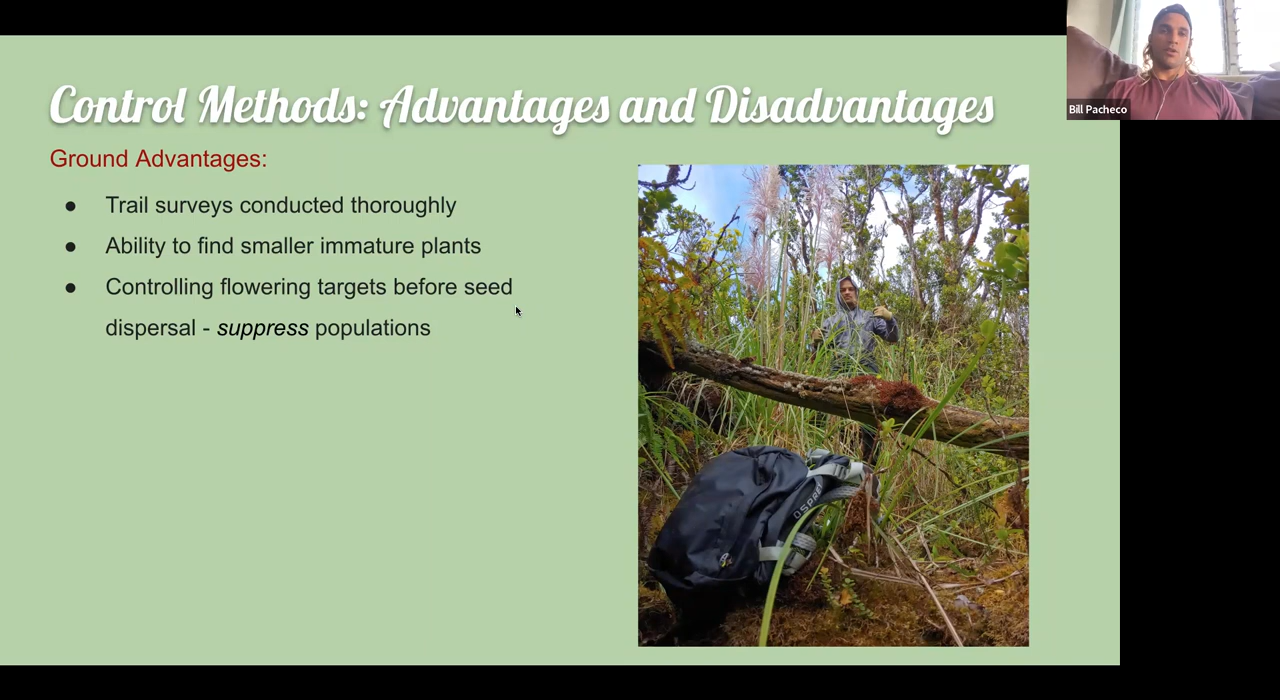 Control Methods: Advantages and Disadvantages
Bill Pacheco
Ground Advantages:
● Trail surveys conducted thoroughly
● Ability to find smaller immature plants
● Controlling flowering targets before seed
dispersal - suppress populations
OSPREY